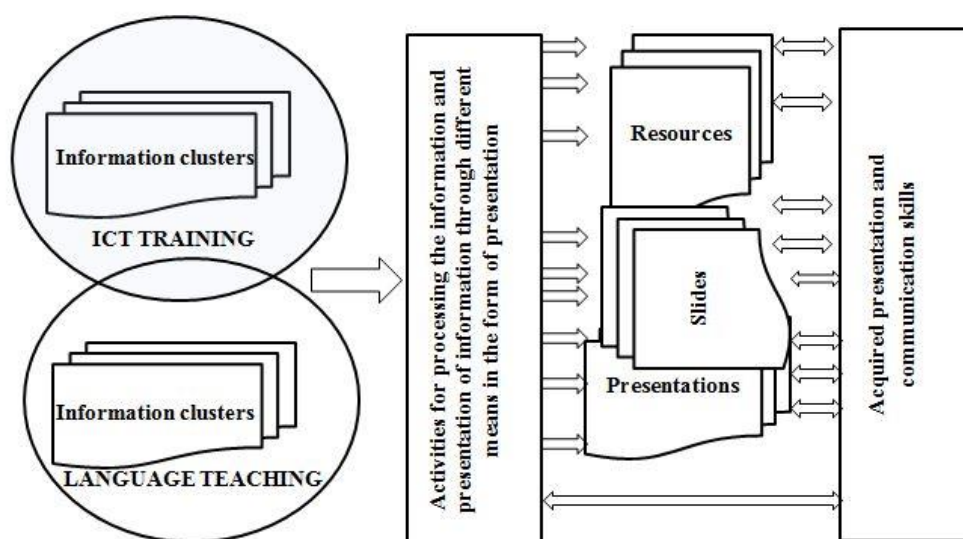 Information clusters
ICT TRAINING
Information clusters
LANGUAGE TEACHING
Activities for processing the information and
presentation of information through different
means in the form of presentation
Resources
Slides
Presentations
Acquired presentation and
communication skills